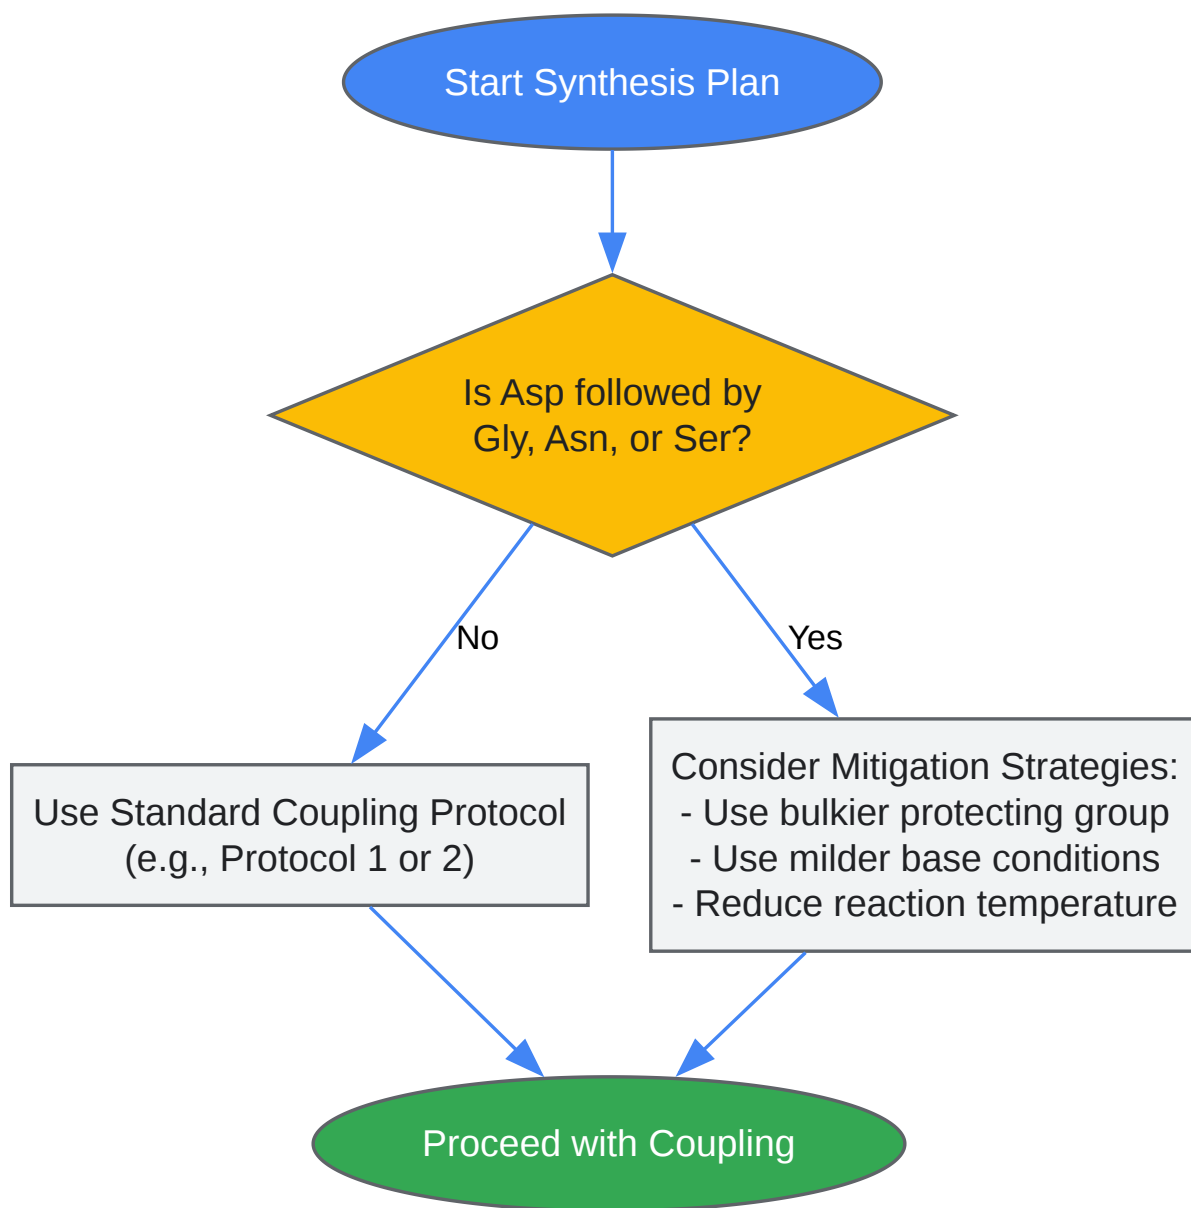 Start Synthesis Plan
Is Asp followed by
Gly, Asn, or Ser?
No
Yes
Use Standard Coupling Protocol
(e.g., Protocol 1 or 2)
Consider Mitigation Strategies:
- Use bulkier protecting group
- Use milder base conditions
- Reduce reaction temperature
Proceed with Coupling